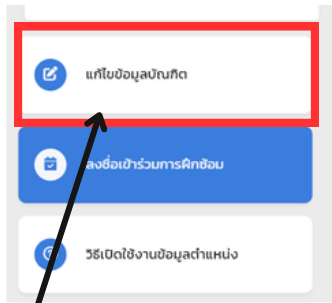 แก้ไขข้อมูลบัณฑิต
ลงชื่อเข้าร่วมการฝึกซ้อม
วิธีเปิดใช้งานข้อมูลตำแหน่ง